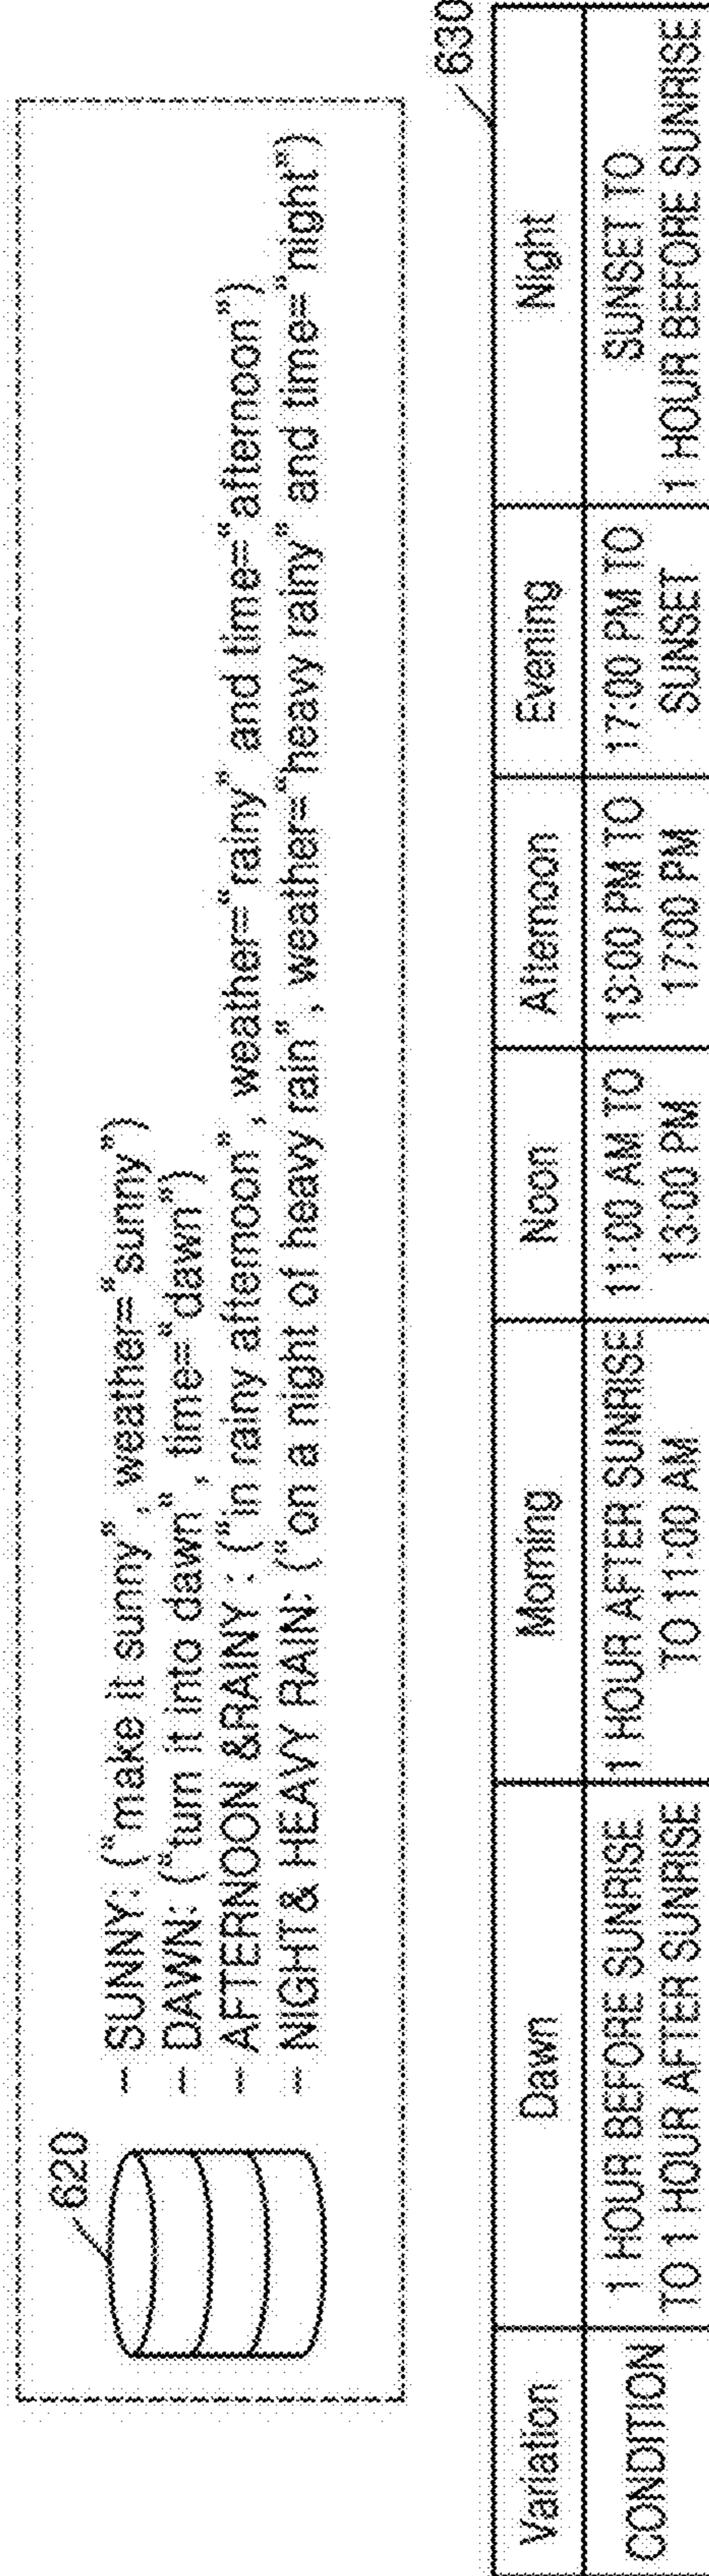 620
- SUNNY: ("make it sunny", weather="sunny")
- DAWN: ("turn it into dawn", time="dawn")
- AFTERNOON &RAINY : ("in rainy afternoon", weather="rainy" and time="afternoon")
- NIGHT & HEAVY RAIN: ("on a night of heavy rain", weather="heavy rainy" and time="night")
630
Variation Dawn Morning Noon Afternoon Evening Night
CONDITION 1 HOUR BEFORE SUNRISE 1 HOUR AFTER SUNRISE 11:00 AM TO 13:00 PM TO 17:00 PM TO SUNSET TO
TO 1 HOUR AFTER SUNRISE TO 11:00 AM 13:00 PM 17:00 PM SUNSET 1 HOUR BEFORE SUNRISE